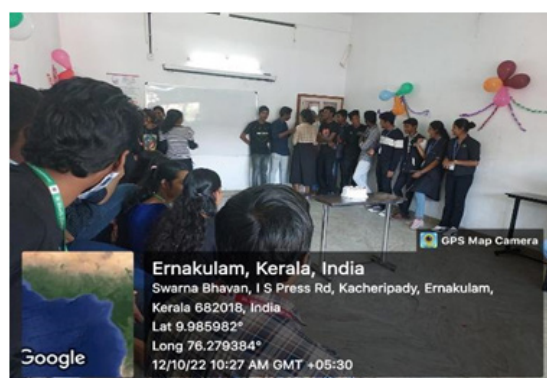 GPS Map Camera
Ernakulam, Kerala, India
Swarna Bhavan, I S Press Rd, Kacheripady, Ernakulam,
Kerala 682018, India
Lat 9.985982°
Long 76.279384°
12/10/22 10:27 AM GMT +05:30
Google